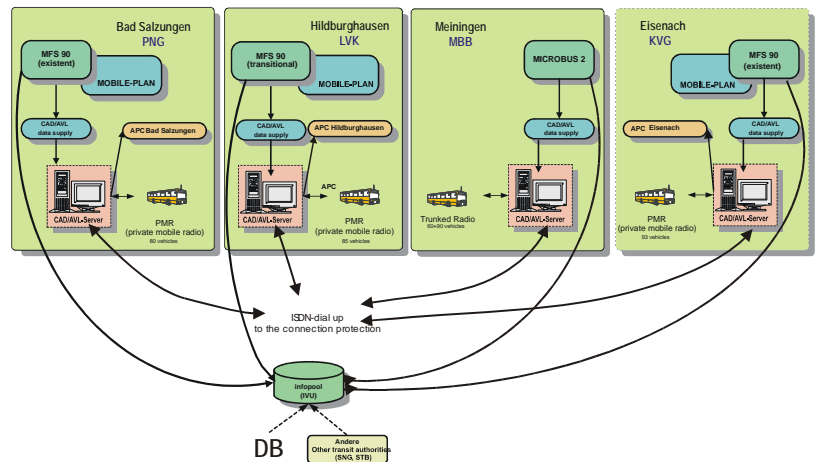 Bad Salzungen
PNG
MFS 90
(existent)
MOBILE-PLAN
CAD/AVL
data supply
APC Bad Salzungen
CAD/AVL-Server
PMR
(private mobile radio)
80 vehicles
Hildburghausen
LVK
MFS 90
(transitional)
MOBILE-PLAN
CAD/AVL
data supply
APC Hildburghausen
APC
CAD/AVL-Server
PMR
(private mobile radio)
85 vehicles
Meiningen
MBB
MICROBUS 2
CAD/AVL
data supply
Trunked Radio
60+90 vehicles
CAD/AVL-Server
Eisenach
KVG
MFS 90
(existent)
MOBILE-PLAN
APC Eisenach
CAD/AVL
data supply
PMR
(private mobile radio)
93 vehicles
CAD/AVL-Server
ISDN-dial up
to the connection protection
infopool
(IVU)
DB
Andere
Other transit authorities
(SNG, STB)